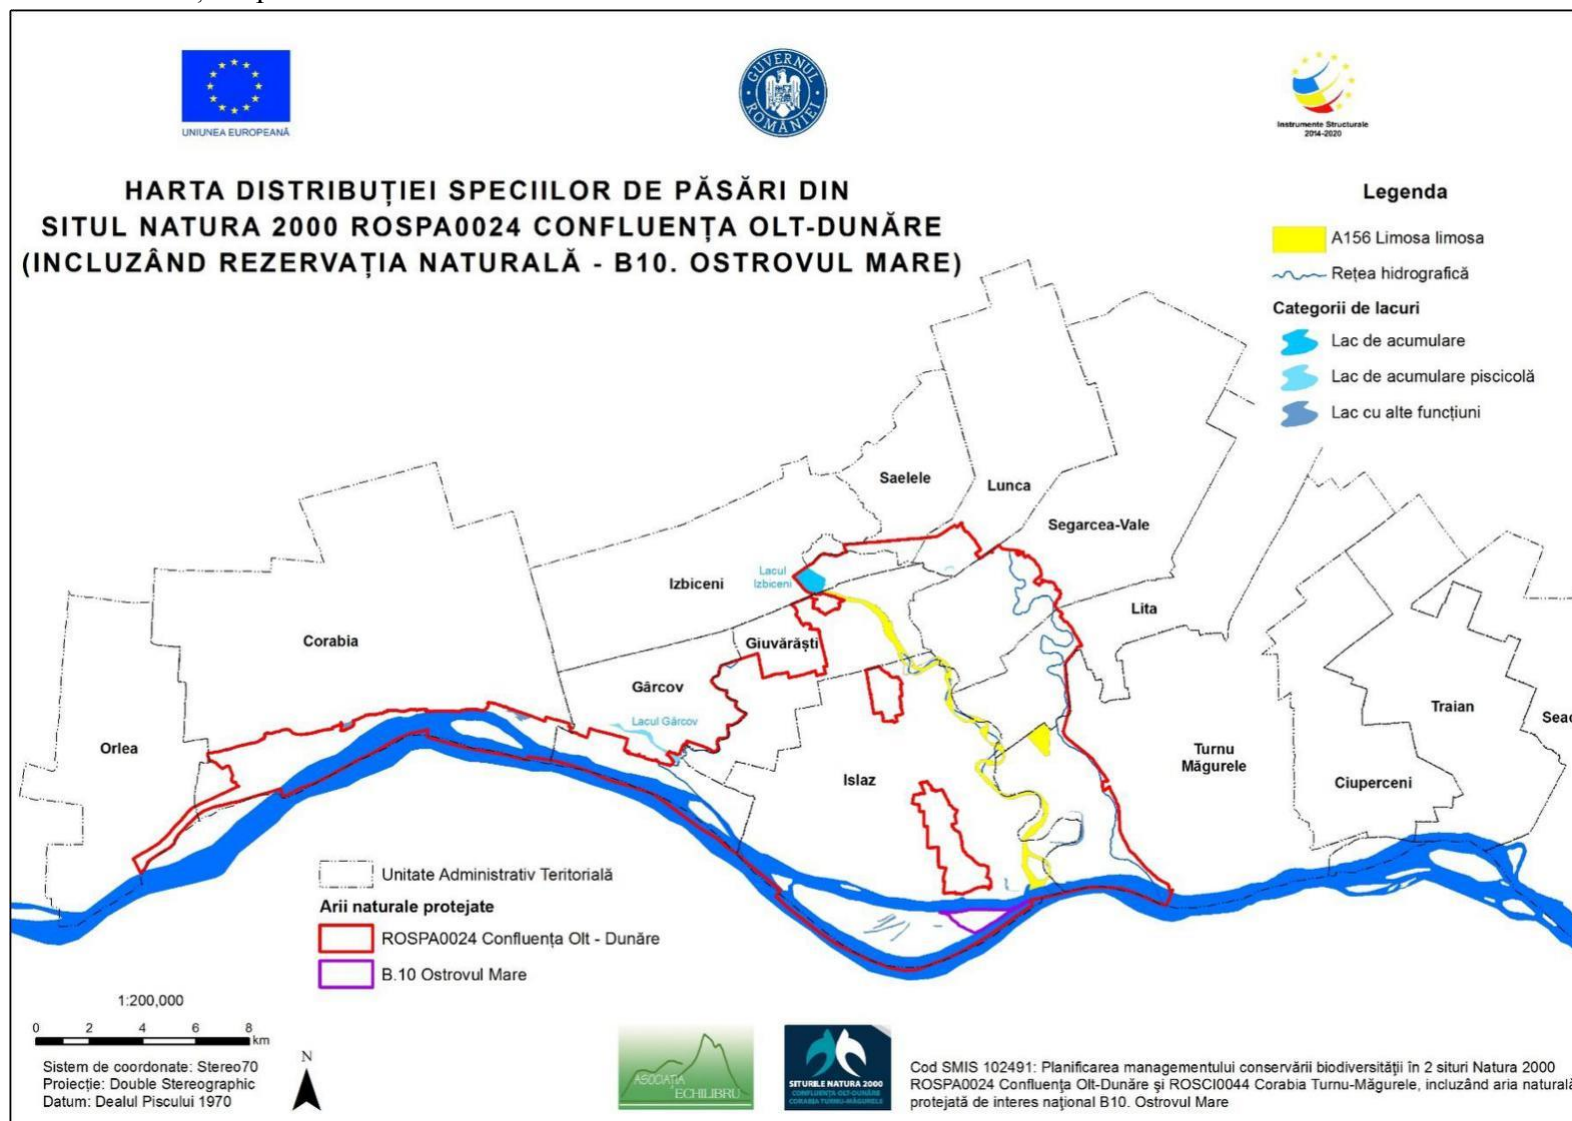 UNIUNEA EUROPEANĂ
GUVERNUL ROMÂNIEI
Instrumente Structurale
2014-2020
HARTA DISTRIBUȚIEI SPECIILOR DE PĂSĂRI DIN
SITUL NATURA 2000 ROSPA0024 CONFLUENȚA OLT-DUNĂRE
(INCLUZÂND REZERVAȚIA NATURALĂ - B10. OSTROVUL MARE)
Legenda
A156 Limosa limosa
Rețea hidrografică
Categorii de lacuri
Lac de acumulare
Lac de acumulare piscicolă
Lac cu alte funcțiuni
Saelele
Lunca
Segarcea-Vale
Izbiceni
Lacul
Izbiceni
Lita
Corabia
Giuvărăști
Gârcov
Lacul Gârcov
Orlea
Islaz
Turnu
Măgurele
Traian
Ciuperceni
Unitate Administrativ Teritorială
Arii naturale protejate
ROSPA0024 Confluența Olt - Dunăre
B.10 Ostrovul Mare
1:200,000
0 2 4 6 8
km
N
Sistem de coordonate: Stereo70
Proiecție: Double Stereographic
Datum: Dealul Piscului 1970
ASOCIAȚIA
ECHILIBRU
SITURILE NATURA 2000
CONFLUENȚA OLT-DUNĂRE
CORABIA TURNU-MĂGURELE
Cod SMIS 102491: Planificarea managementului conservării biodiversității în 2 situri Natura 2000
ROSPA0024 Confluența Olt-Dunăre și ROSCI0044 Corabia Turnu-Măgurele, incluzând aria naturală
protejată de interes național B10. Ostrovul Mare